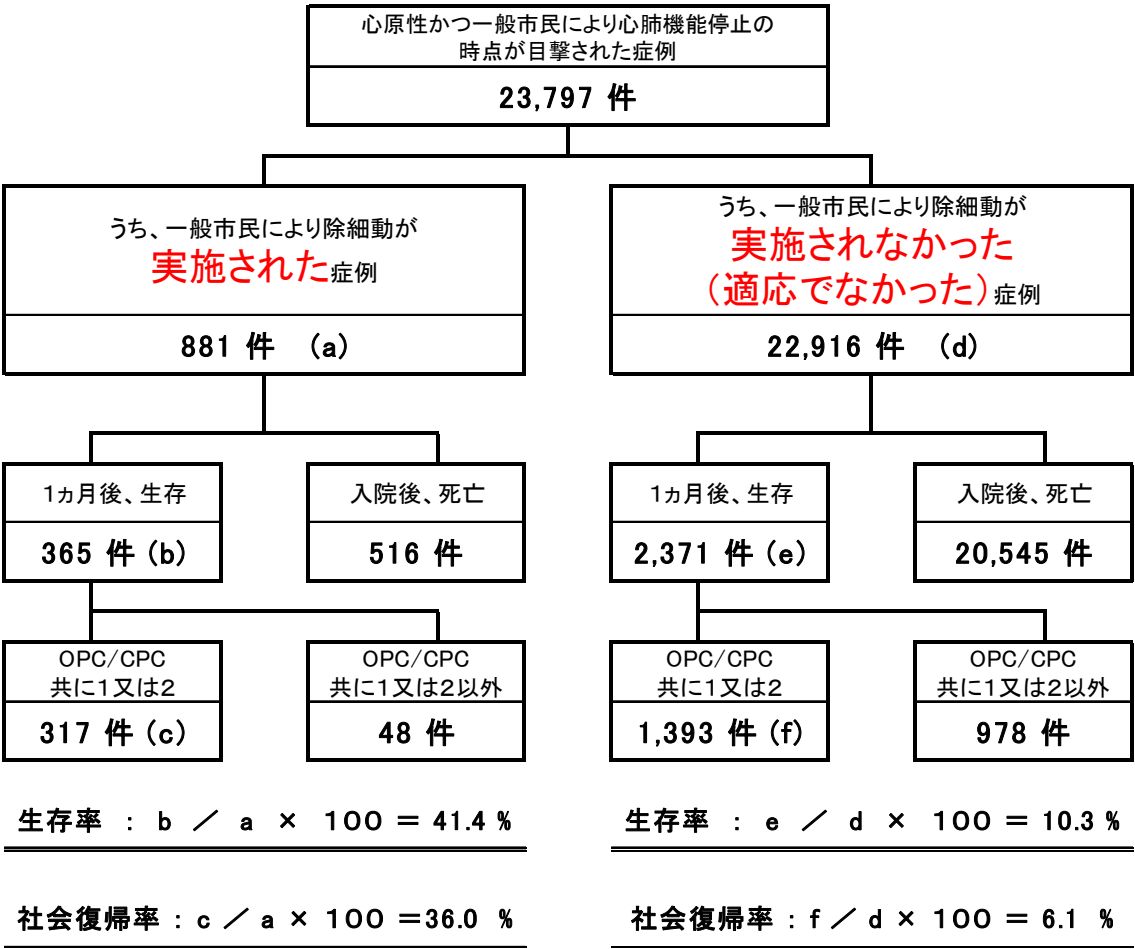 心原性かつ一般市民により心肺機能停止の
時点が目撃された症例
23,797 件
うち、一般市民により除細動が
実施された症例
881 件 (a)
うち、一般市民により除細動が
実施されなかった
（適応でなかった）症例
22,916 件 (d)
1ヵ月後、生存
365 件 (b)
入院後、死亡
516 件
1ヵ月後、生存
2,371 件 (e)
入院後、死亡
20,545 件
OPC/CPC
共に１又は２
317 件 (c)
OPC/CPC
共に１又は２以外
48 件
OPC/CPC
共に１又は２
1,393 件 (f)
OPC/CPC
共に１又は２以外
978 件
生存率 : b ／ a × １００ ＝ 41.4 %
生存率 : e ／ d × １００ ＝ 10.3 %
社会復帰率 : c ／ a × １００ ＝36.0 %
社会復帰率 : f ／ d × １００ ＝ 6.1 %